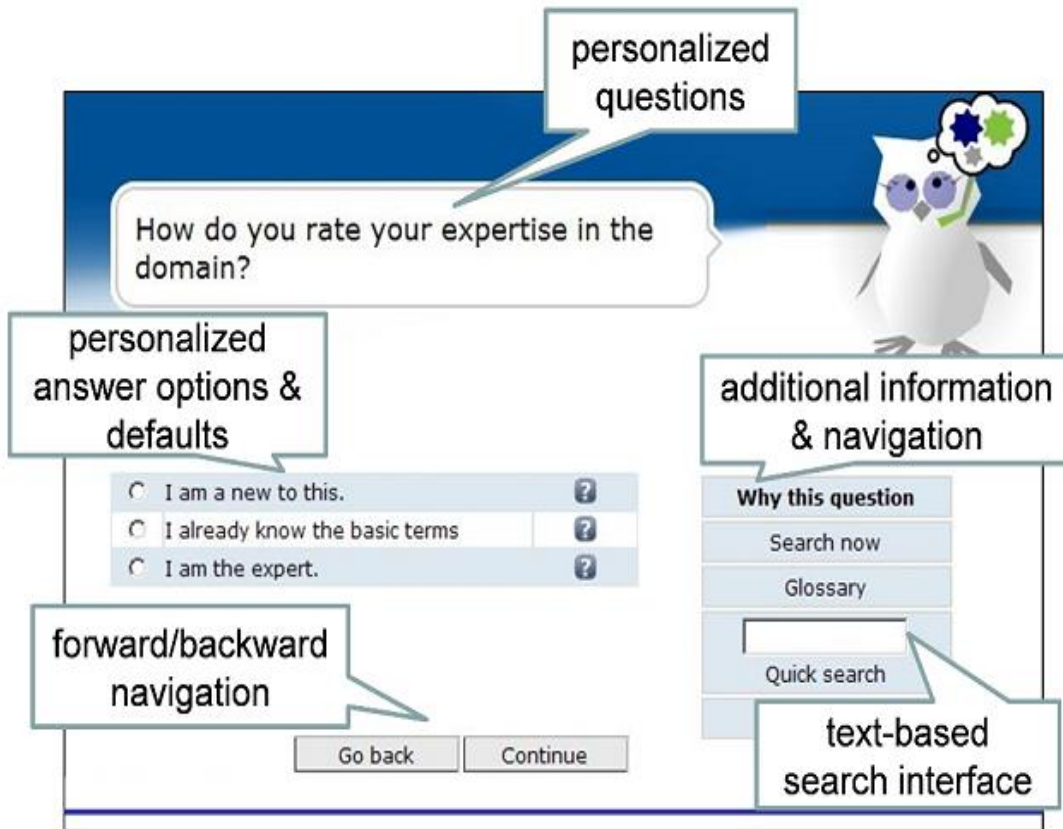 personalized
questions
How do you rate your expertise in the
domain?
personalized
answer options &
defaults
additional information
& navigation
I am a new to this.
I already know the basic terms
I am the expert.
Why this question
Search now
Glossary
Quick search
forward/backward
navigation
Go back
Continue
text-based
search interface